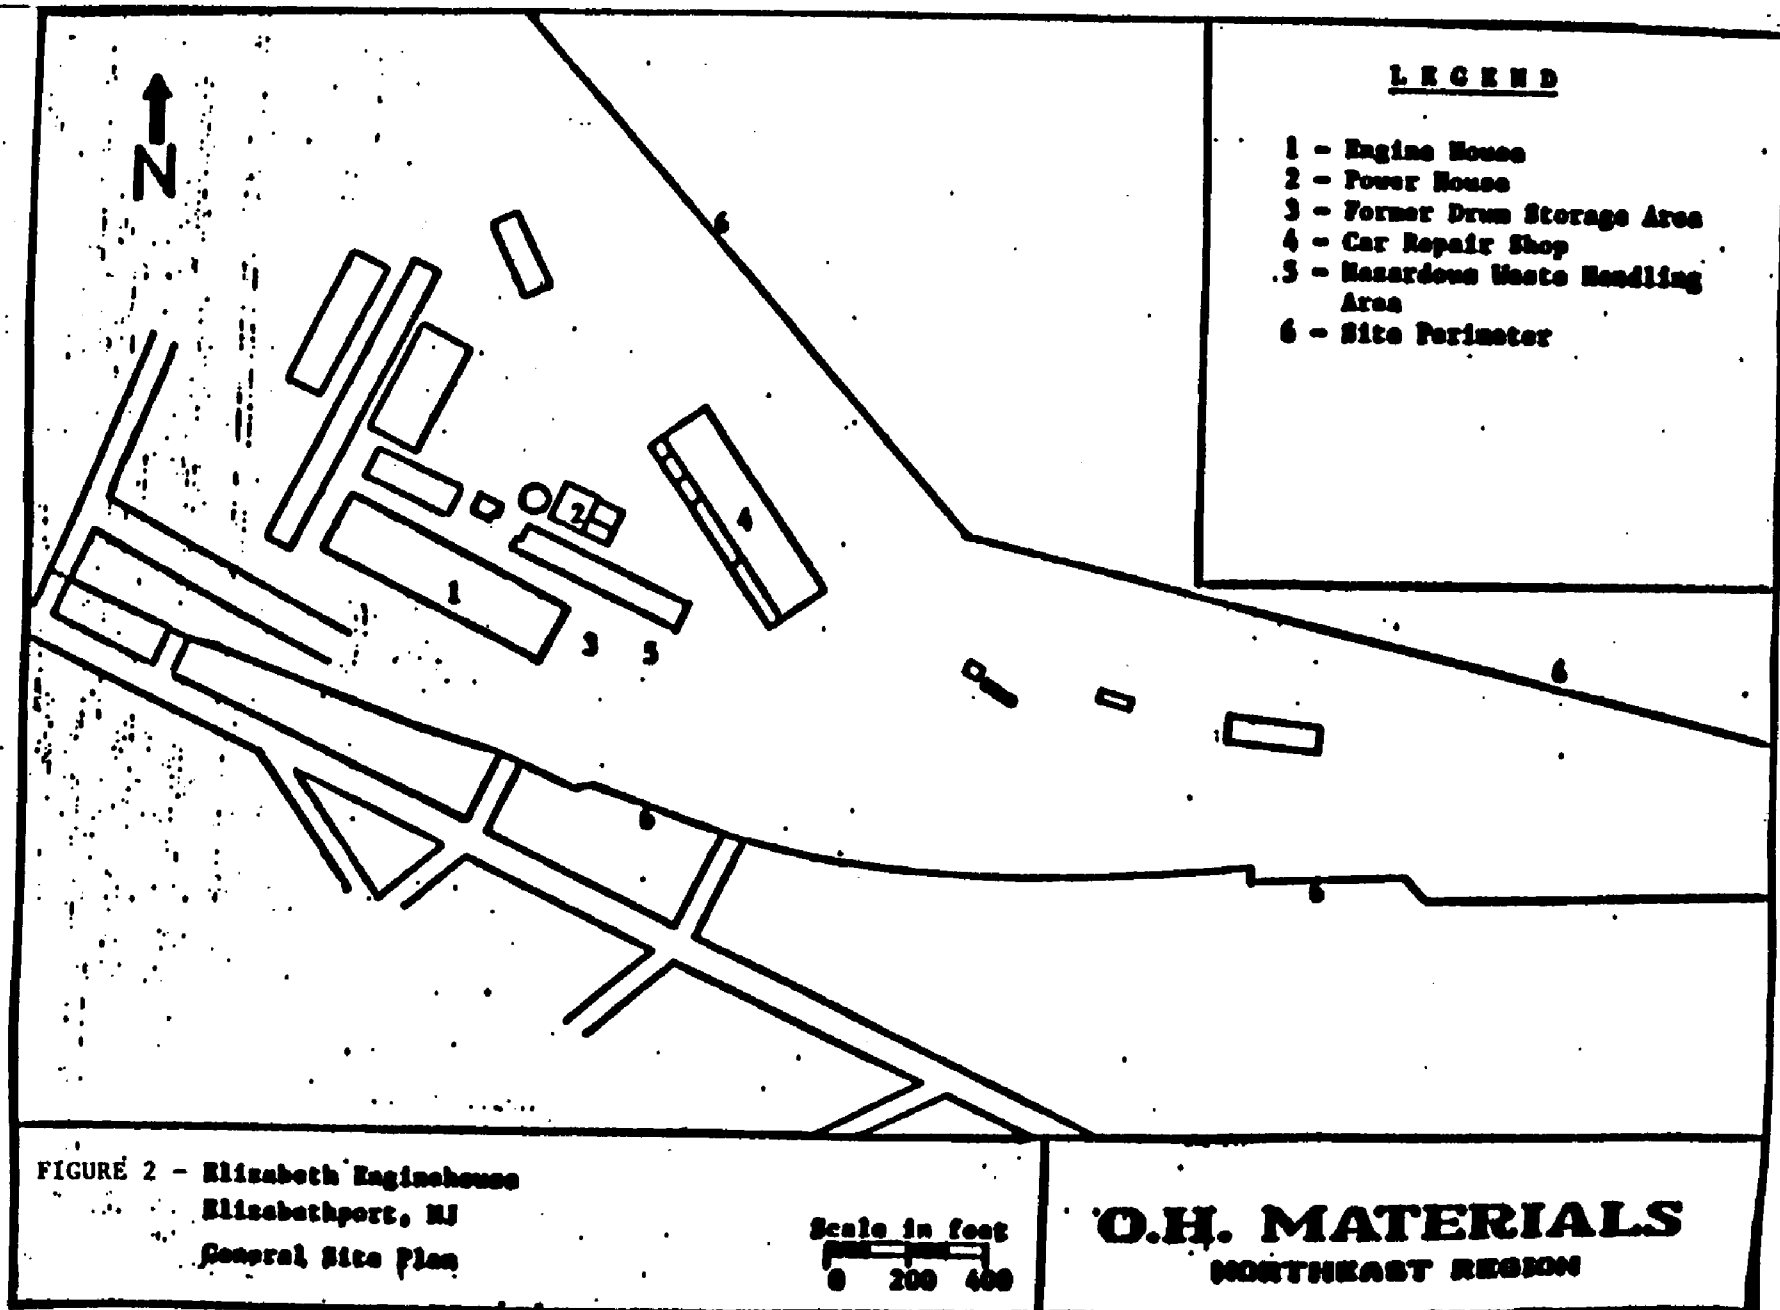 N
6
LEGEND
1 - Engine House
2 - Power House
3 - Former Drum Storage Area
4 - Car Repair Shop
5 - Hazardous Waste Handling
Area
6 - Site Perimeter
2
4
1
3
5
6
6
6
FIGURE 2 - Elizabeth Enginehouse
Elizabethport, NJ
General Site Plan
Scale in feet
0 200 400
O.H. MATERIALS
NORTHEAST REGION